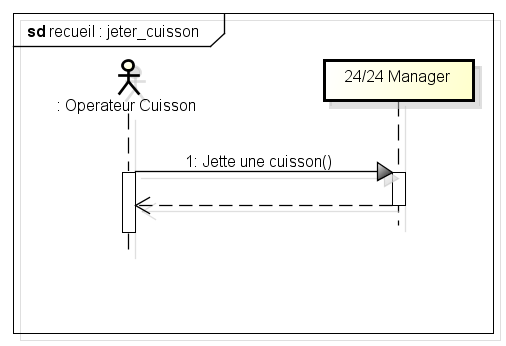 sd recueil : jeter_cuisson
: Operateur Cuisson
24/24 Manager
1: Jette une cuisson()